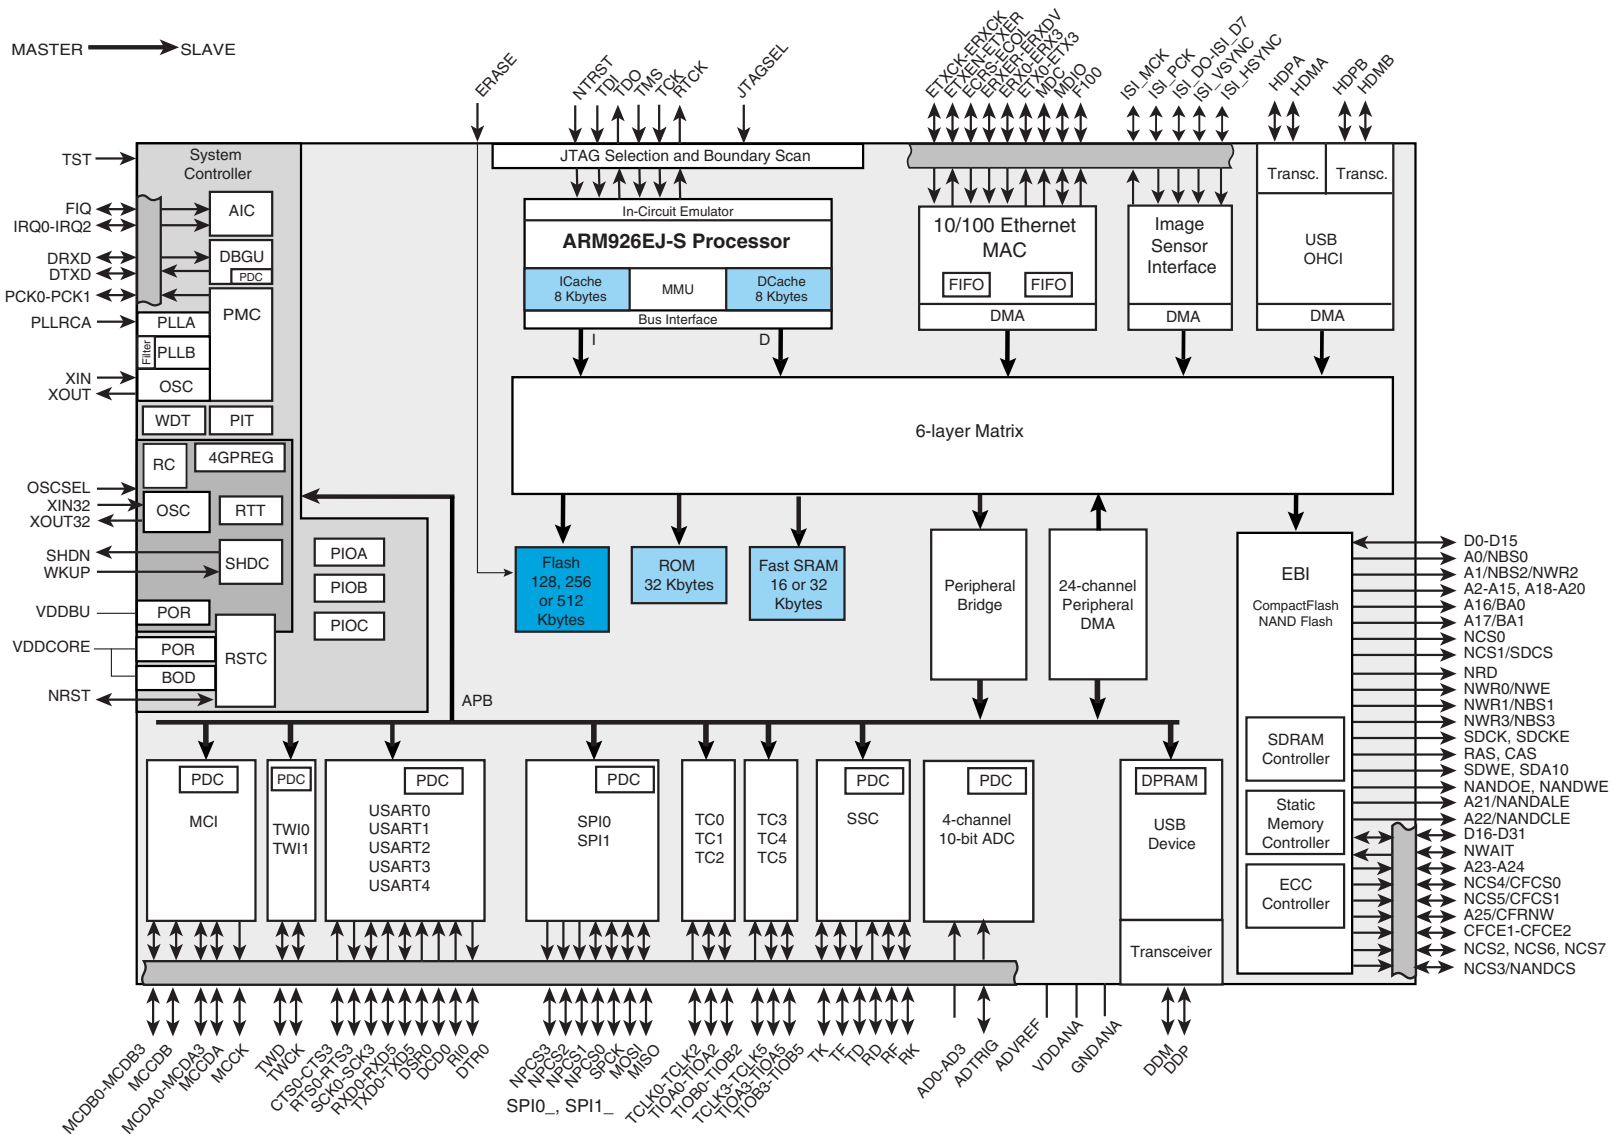 MASTER
SLAVE
ERASE
NTRST
TDI
TDO
TMS
TCK
RTCK
JTAGSEL
ETXCK-ERXCK
ETXEN-ETXER
ECRS-ECOL
ERXER-ERXDV
ERX0-ERX3
ETX0-ETX3
MDC
MDIO
F100
ISI_MCK
ISI_PCK
ISI_DO-ISI_D7
ISI_VSYNC
ISI_HSYNC
HDPA
HDMA
HDPB
HDMB
TST
FIQ
IRQ0-IRQ2
DRXD
DTXD
PCK0-PCK1
PLLRCA
XIN
XOUT
OSCSEL
XIN32
XOUT32
SHDN
WKUP
VDDBU
VDDCORE
NRST
System
Controller
AIC
DBGU
PDC
PMC
PLLA
Filter
PLLB
OSC
WDT
PIT
RC
4GPREG
OSC
RTT
SHDC
POR
POR
BOD
RSTC
PIOA
PIOB
PIOC
JTAG Selection and Boundary Scan
In-Circuit Emulator
ARM926EJ-S Processor
ICache
8 Kbytes
MMU
DCache
8 Kbytes
Bus Interface
I
D
10/100 Ethernet
MAC
FIFO
FIFO
DMA
Image
Sensor
Interface
DMA
Transc.
Transc.
USB
OHCI
DMA
6-layer Matrix
Flash
128, 256
or 512
Kbytes
ROM
32 Kbytes
Fast SRAM
16 or 32
Kbytes
Peripheral
Bridge
24-channel
Peripheral
DMA
EBI
CompactFlash
NAND Flash
SDRAM
Controller
Static
Memory
Controller
ECC
Controller
D0-D15
A0/NBS0
A1/NBS2/NWR2
A2-A15, A18-A20
A16/BA0
A17/BA1
NCS0
NCS1/SDCS
NRD
NWR0/NWE
NWR1/NBS1
NWR3/NBS3
SDCK, SDCKE
RAS, CAS
SDWE, SDA10
NANDOE, NANDWE
A21/NANDALE
A22/NANDCLE
D16-D31
NWAIT
A23-A24
NCS4/CFCS0
NCS5/CFCS1
A25/CFRNW
CFCE1-CFCE2
NCS2, NCS6, NCS7
NCS3/NANDCS
APB
PDC
MCI
PDC
TWI0
TWI1
PDC
USART0
USART1
USART2
USART3
USART4
PDC
SPI0
SPI1
TC0
TC1
TC2
TC3
TC4
TC5
PDC
SSC
PDC
4-channel
10-bit ADC
DPRAM
USB
Device
Transceiver
MCDB0-MCDB3
MCCDB
MCDA0-MCDA3
MCCDA
MCCK
TWD
TWCK
CTS0-CTS3
RTS0-RTS3
SCK0-SCK3
RXD0-RXD5
TXD0-TXD5
DSR0
DCD0
RI0
DTR0
NPCS3
NPCS2
NPCS1
NPCS0
SPCK
MOSI
MISO
SPI0_, SPI1_
TCLK0-TCLK2
TIOA0-TIOA2
TIOB0-TIOB2
TCLK3-TCLK5
TIOA3-TIOA5
TIOB3-TIOB5
TK
TF
TD
RD
RF
RK
AD0-AD3
ADTRIG
ADVREF
VDDANA
GNDANA
DDM
DDP